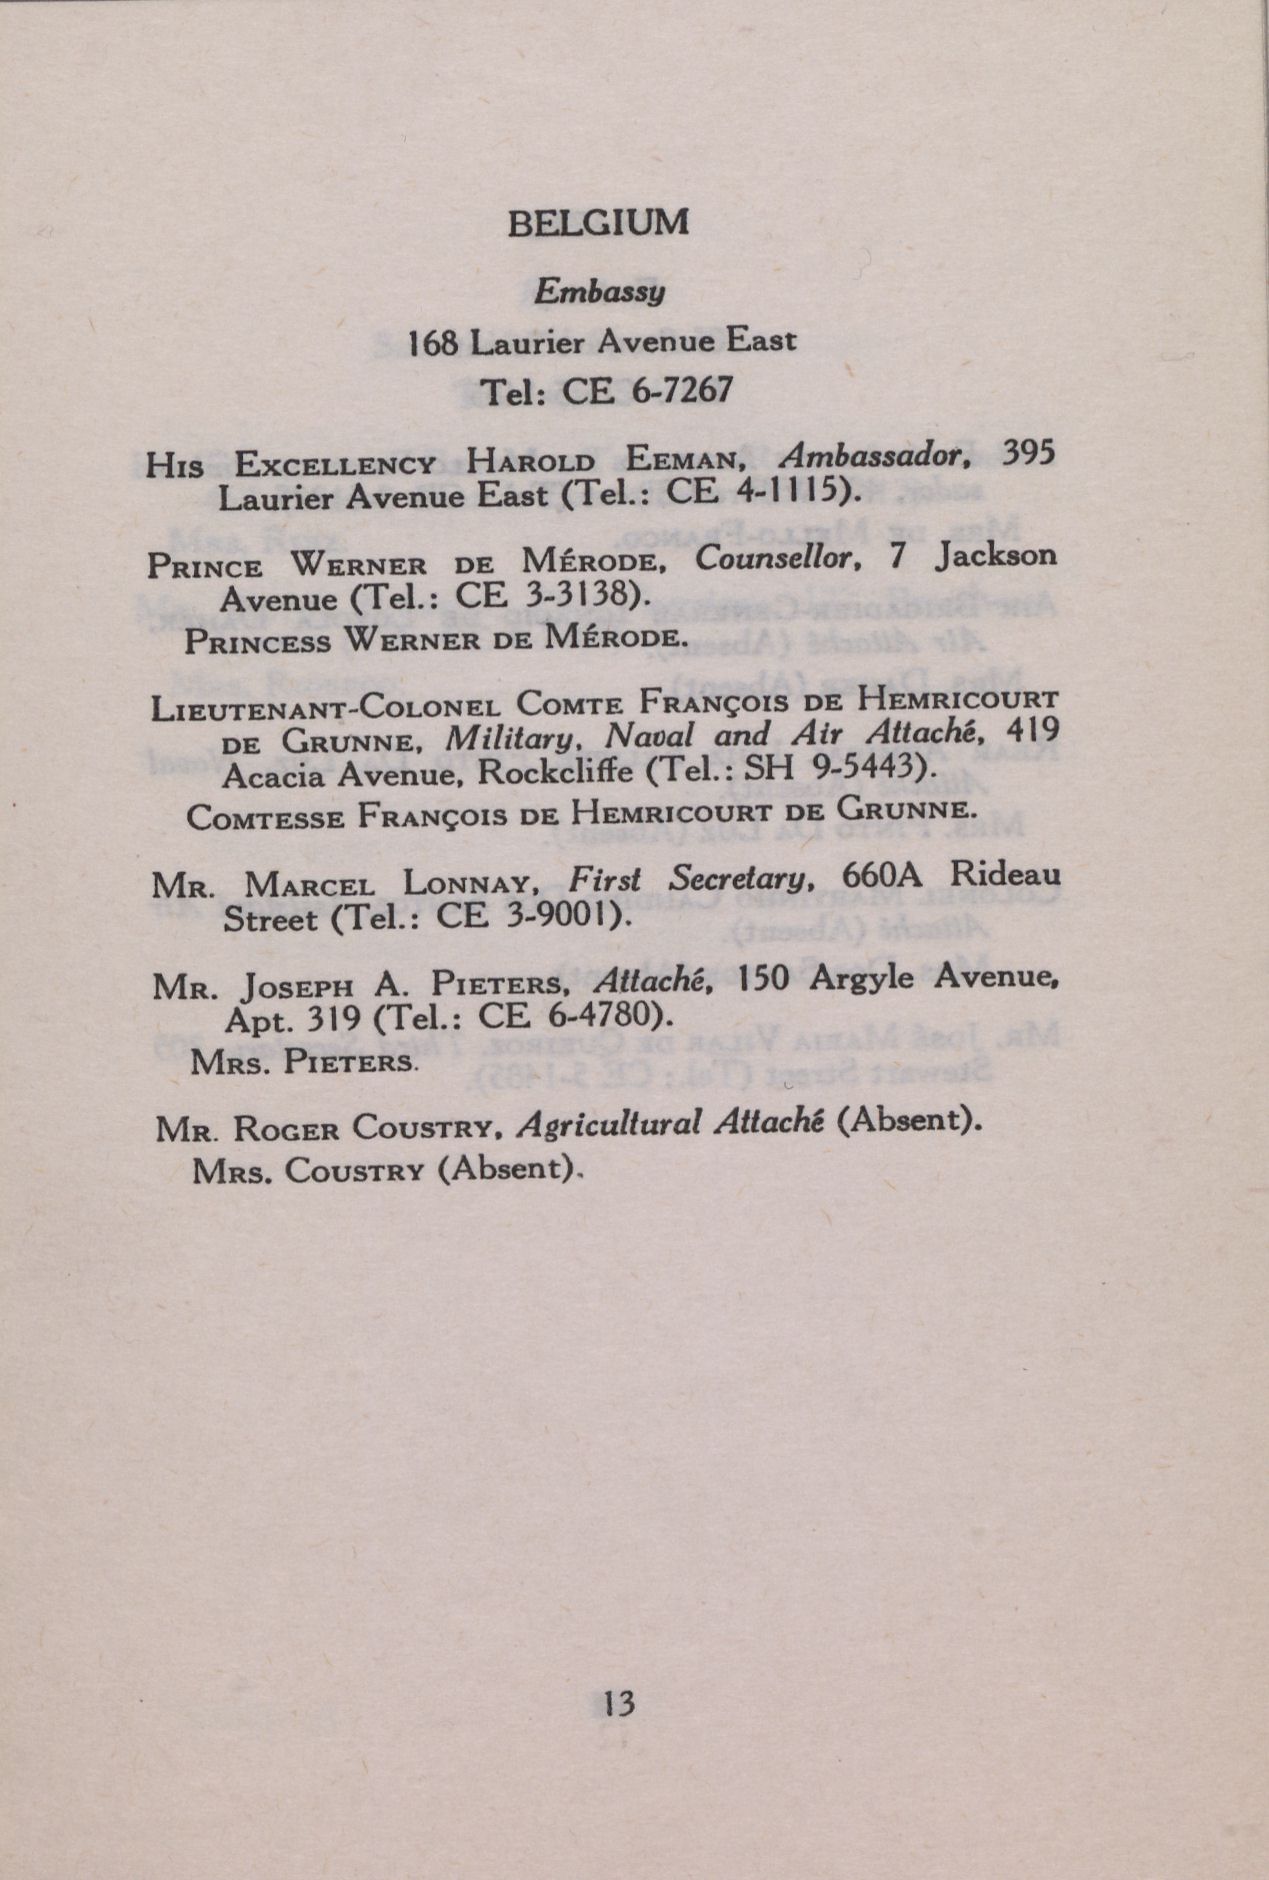 BELGIUM
Embassy
168 Laurier Avenue East
Tel: CE 6-7267
HIS EXCELLENCY HAROLD EEMAN, Ambassador, 395
Laurier Avenue East (Tel.: CE 4-1115).
PRINCE WERNER DE MÉRODE, Counsellor, 7 Jackson
Avenue (Tel.: CE 3-3138).
PRINCESS WERNER DE MÉRODE.
LIEUTENANT-COLONEL COMTE FRANÇOIS DE HEMRICOURT
DE GRUNNE, Military, Naval and Air Attaché, 419
Acacia Avenue, Rockcliffe (Tel.: SH 9-5443).
COMTESSE FRANÇOIS DE HEMRICOURT DE GRUNNE.
MR. MARCEL LONNAY, First Secretary, 660A Rideau
Street (Tel.: CE 3-9001).
MR. JOSEPH A. PIETERS, Attaché, 150 Argyle Avenue,
Apt. 319 (Tel.: CE 6-4780).
MRS. PIETERS.
MR. ROGER COUSTRY, Agricultural Attaché (Absent).
MRS. COUSTRY (Absent).
13